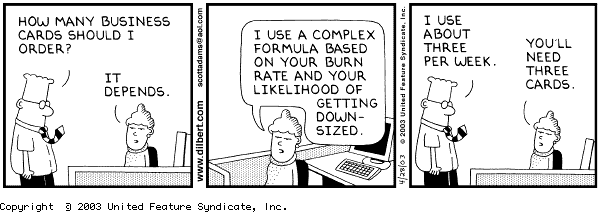 HOW MANY BUSINESS
CARDS SHOULD I
ORDER?
IT
DEPENDS.
www.dilbert.com
scottadams@aol.com
I USE A COMPLEX
FORMULA BASED
ON YOUR BURN
RATE AND YOUR
LIKELIHOOD OF
GETTING
DOWN-
SIZED.
4/28/03 © 2003 United Feature Syndicate, Inc.
I USE
ABOUT
THREE
PER WEEK.
YOU'LL
NEED
THREE
CARDS.
Copyright © 2003 United Feature Syndicate, Inc.